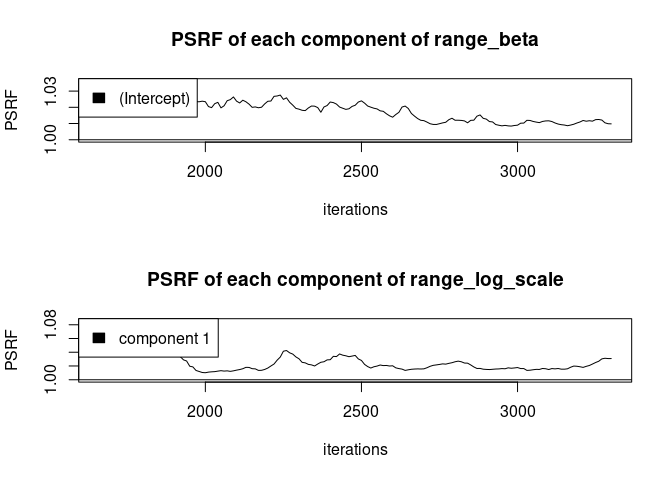 PSRF of each component of range_beta
PSRF
1.03
1.00
(Intercept)
2000 2500 3000
iterations
PSRF of each component of range_log_scale
PSRF
1.08
1.00
component 1
2000 2500 3000
iterations